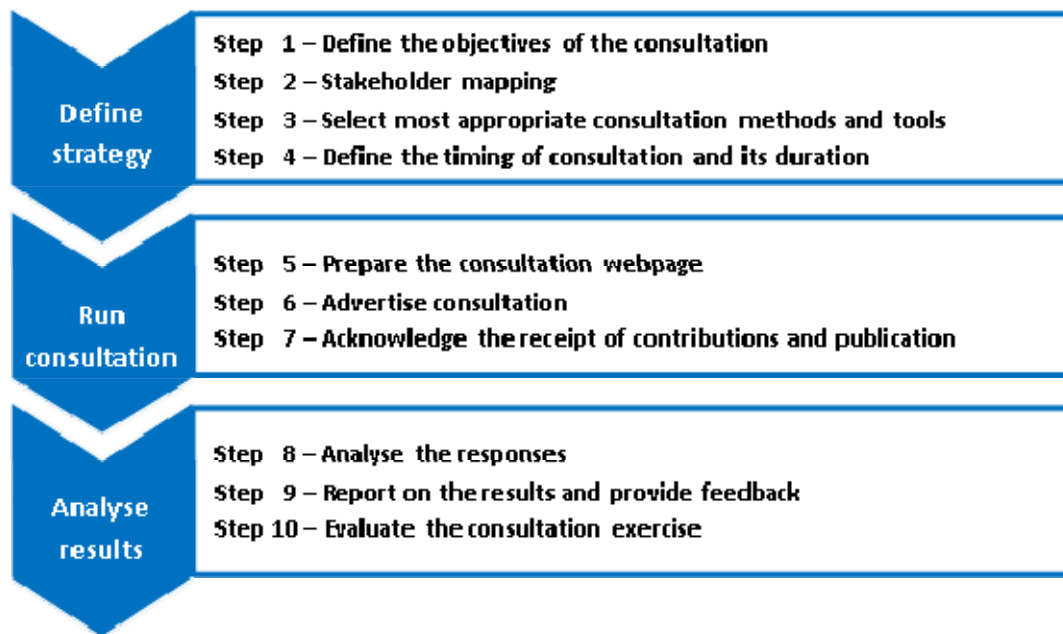 Define
strategy
Step 1 – Define the objectives of the consultation
Step 2 – Stakeholder mapping
Step 3 – Select most appropriate consultation methods and tools
Step 4 – Define the timing of consultation and its duration
Run
consultation
Step 5 – Prepare the consultation webpage
Step 6 – Advertise consultation
Step 7 – Acknowledge the receipt of contributions and publication
Analyse
results
Step 8 – Analyse the responses
Step 9 – Report on the results and provide feedback
Step 10 – Evaluate the consultation exercise